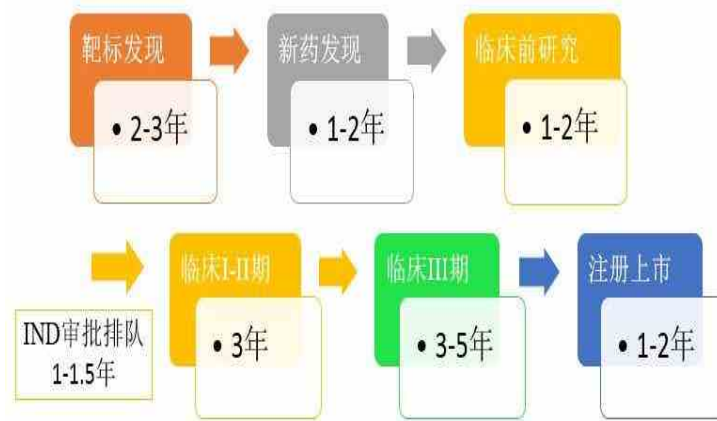 靶标发现
• 2-3年
新药发现
• 1-2年
临床前研究
• 1-2年
IND审批排队
1-1.5年
临床I-II期
• 3年
临床III期
• 3-5年
注册上市
• 1-2年